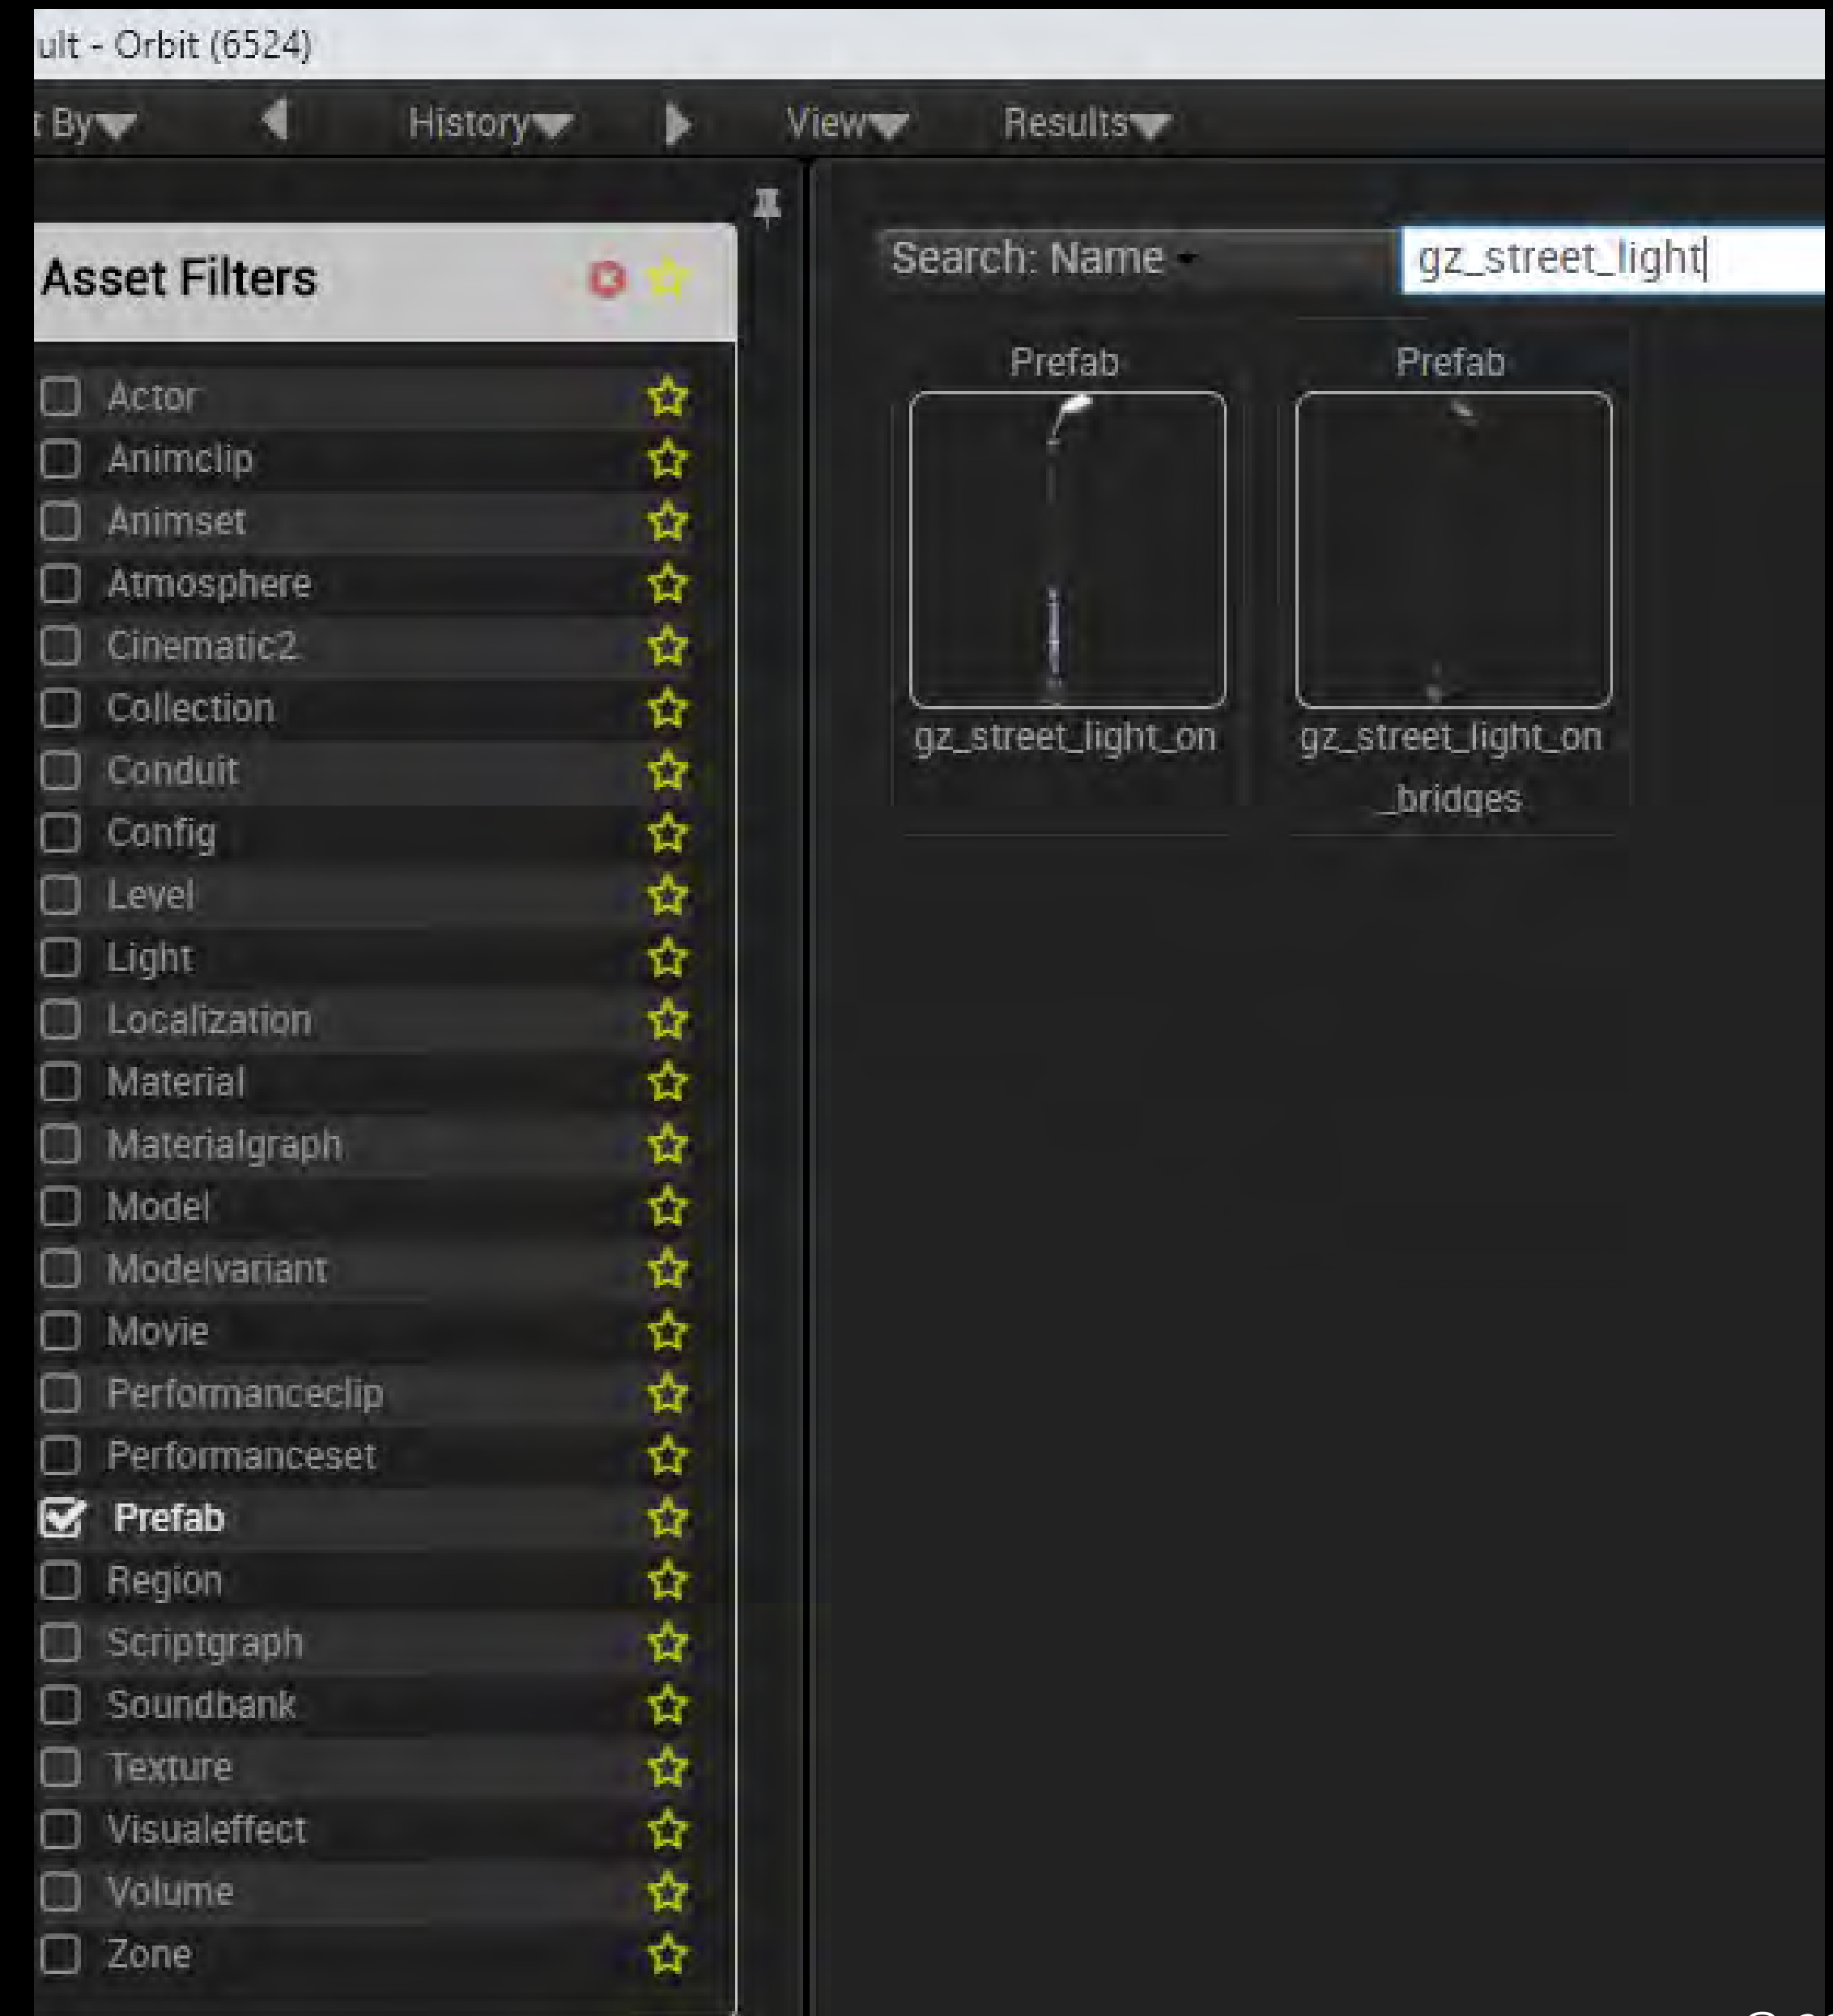 ult - Orbit (6524)
t By History View Results
Asset Filters
Actor
Animclip
Animset
Atmosphere
Cinematic2
Collection
Conduit
Config
Level
Light
Localization
Material
Materialgraph
Model
Modelvariant
Movie
Performanceclip
Performanceset
Prefab
Region
Scriptgraph
Soundbank
Texture
Visualeffect
Volume
Zone
Search: Name gz_street_light
Prefab
gz_street_light_on
Prefab
gz_street_light_on
_bridges